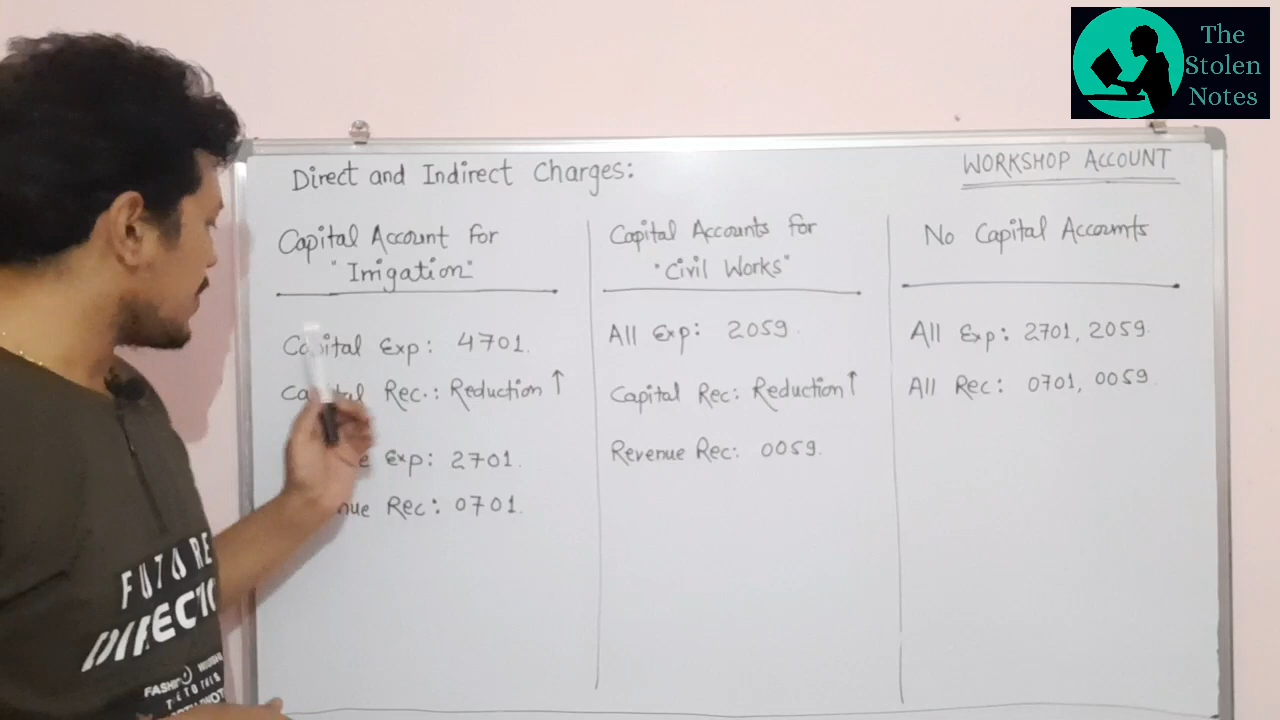 The
Stolen
Notes
Direct and Indirect Charges:
WORKSHOP ACCOUNT
Capital Account for
"Irrigation"
Capital Exp: 4701.
Capital Rec.: Reduction ↑
Exp: 2701.
Rec: 0701.
Capital Accounts for
"Civil Works"
All Exp: 2059
Capital Rec: Reduction ↑
Revenue Rec: 0059.
No Capital Accounts
All Exp: 2701, 2059.
All Rec: 0701, 0059.
FUTURE